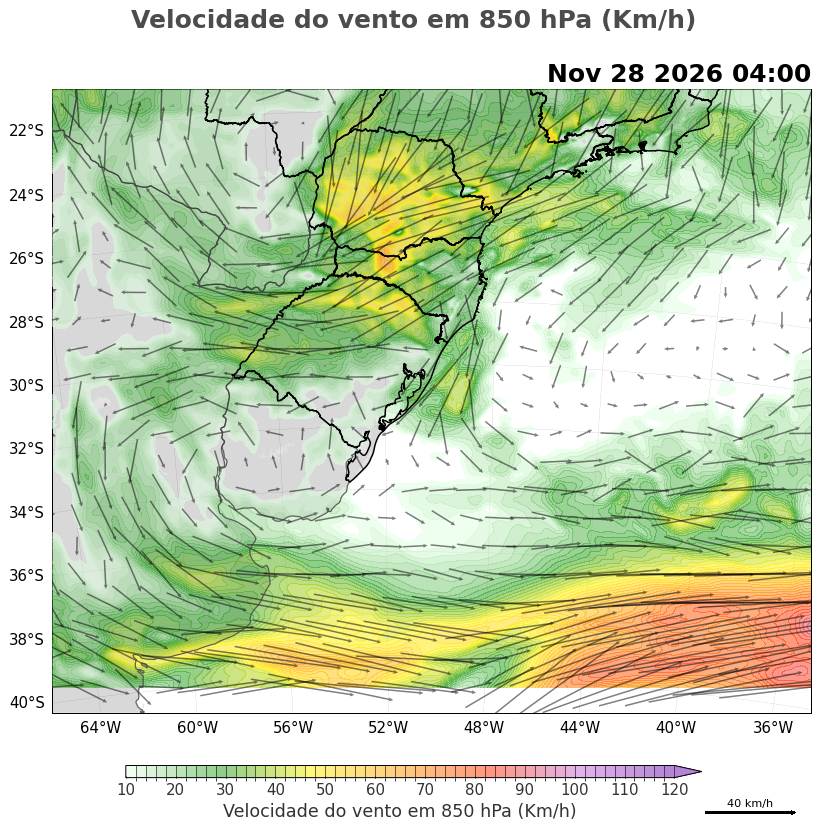 Velocidade do vento em 850 hPa (Km/h)
Nov 28 2026 04:00
22°S
24°S
26°S
28°S
30°S
32°S
34°S
36°S
38°S
40°S
64°W 60°W 56°W 52°W 48°W 44°W 40°W 36°W
10 20 30 40 50 60 70 80 90 100 110 120
Velocidade do vento em 850 hPa (Km/h)
40 km/h